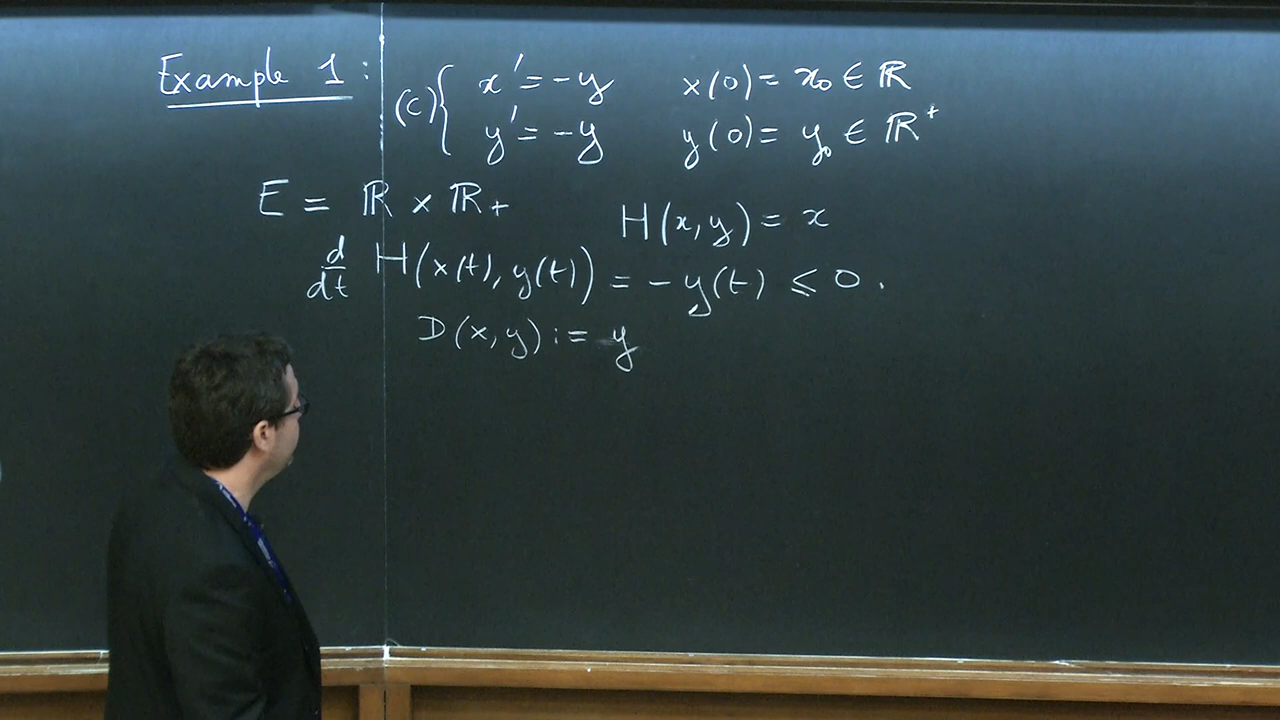 Example 1 :
(C) { x' = -y    x(0) = x₀ ∈ ℝ
y' = -y    y(0) = y₀ ∈ ℝ⁺
E = ℝ × ℝ₊    H(x,y) = x
d/dt H(x(t), y(t)) = -y(t) ≤ 0 .
D(x,y) := y